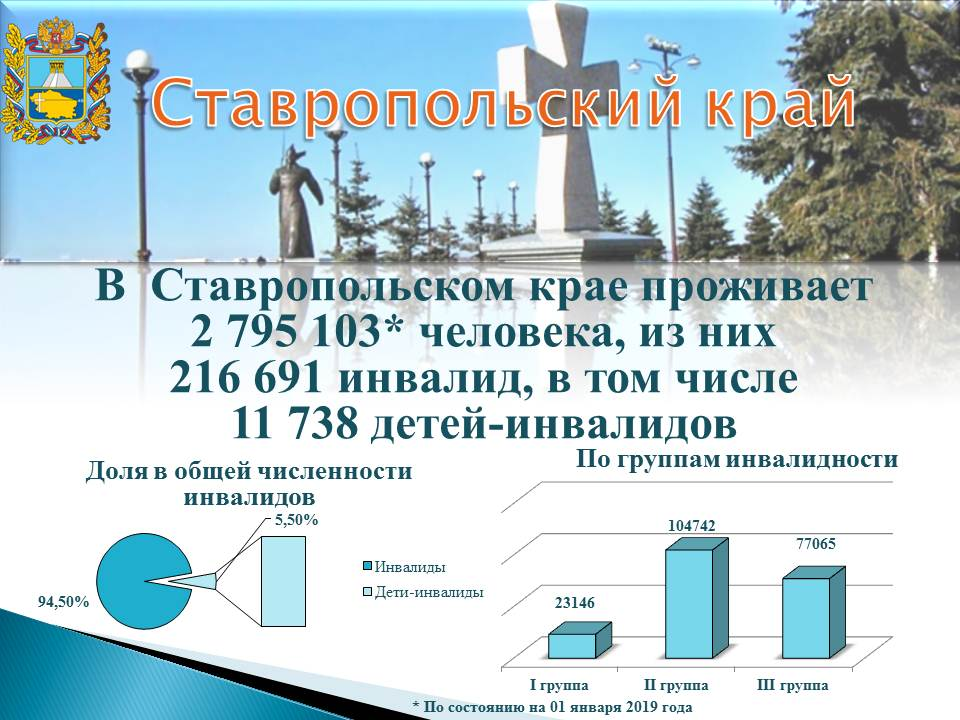 Ставропольский край
В Ставропольском крае проживает
2 795 103* человека, из них
216 691 инвалид, в том числе
11 738 детей-инвалидов
Доля в общей численности
инвалидов
5,50%
94,50%
Инвалиды
Дети-инвалиды
По группам инвалидности
104742
77065
23146
I группа
II группа
III группа
* По состоянию на 01 января 2019 года